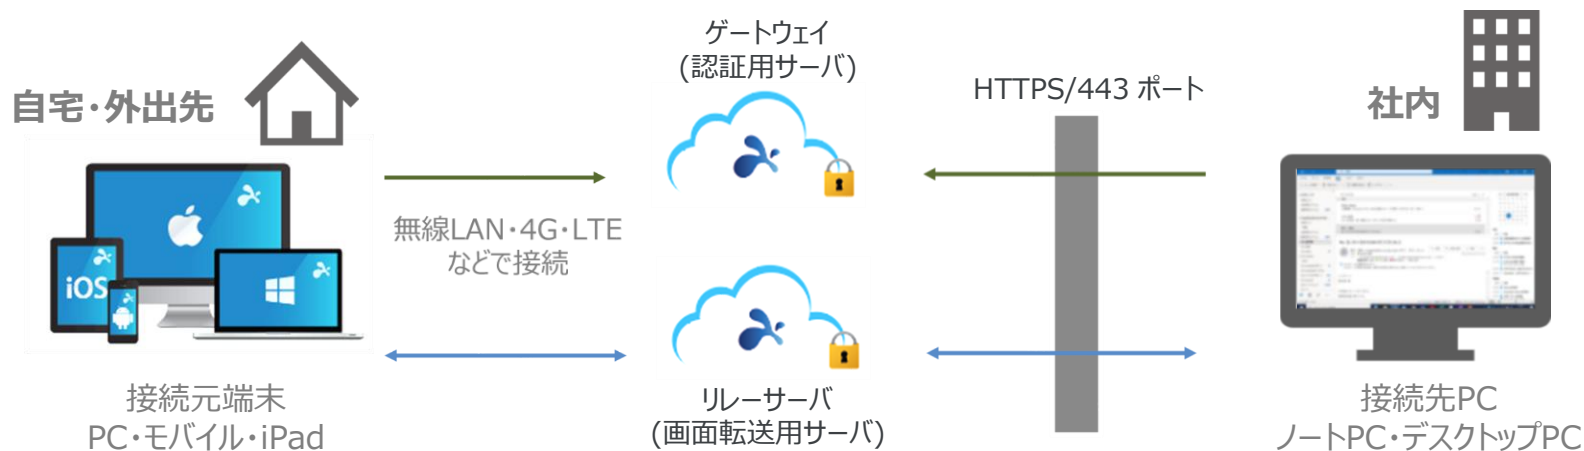 自宅・外出先
iOS
接続元端末
PC・モバイル・iPad
無線LAN・4G・LTE
などで接続
ゲートウェイ
(認証用サーバ)
リレーサーバ
(画面転送用サーバ)
HTTPS/443 ポート
社内
接続先PC
ノートPC・デスクトップPC